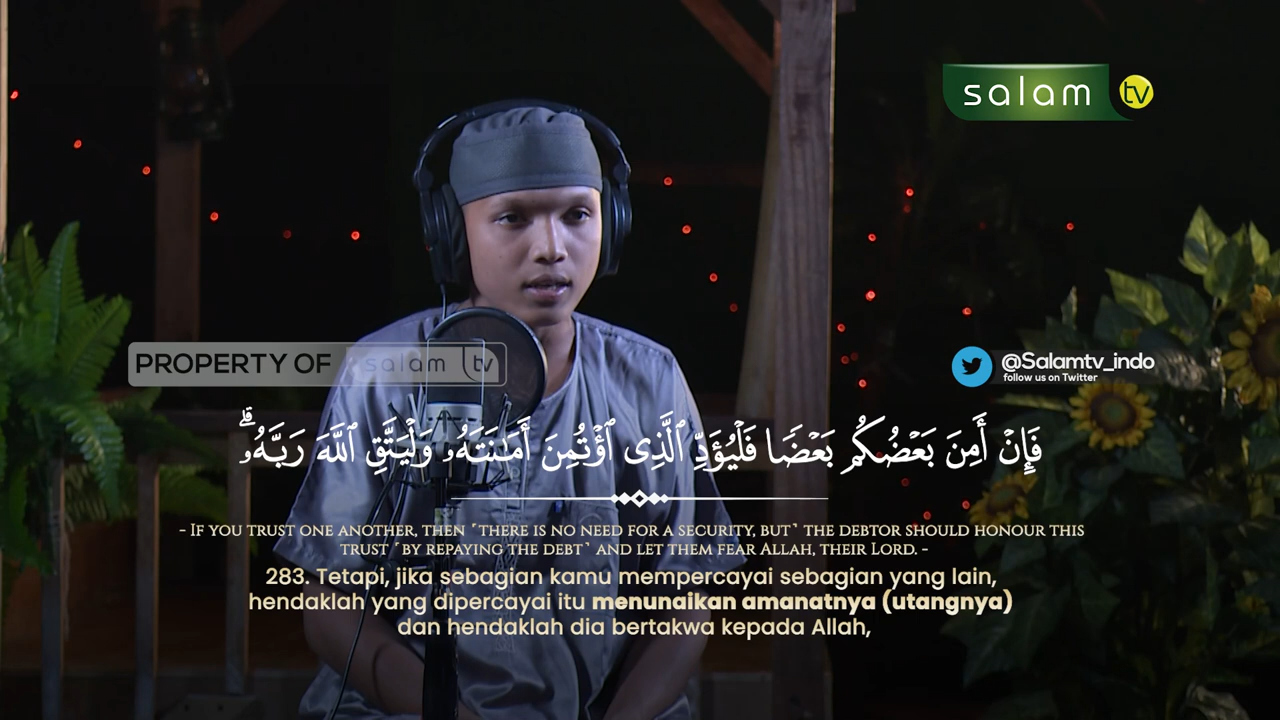 salam tv
PROPERTY OF salam tv
@Salamtv_indo
follow us on Twitter
فَإِنْ أَمِنَ بَعْضُكُم بَعْضًا فَلْيُؤَدِّ ٱلَّذِى ٱؤْتُمِنَ أَمَـٰنَتَهُۥ وَلْيَتَّقِ ٱللَّهَ رَبَّهُۥ ۗ
- If you trust one another, then ˹there is no need for a security, but˺ the debtor should honour this
trust ˹by repaying the debt˺ and let them fear Allah, their Lord. -
283. Tetapi, jika sebagian kamu mempercayai sebagian yang lain,
hendaklah yang dipercayai itu menunaikan amanatnya (utangnya)
dan hendaklah dia bertakwa kepada Allah,